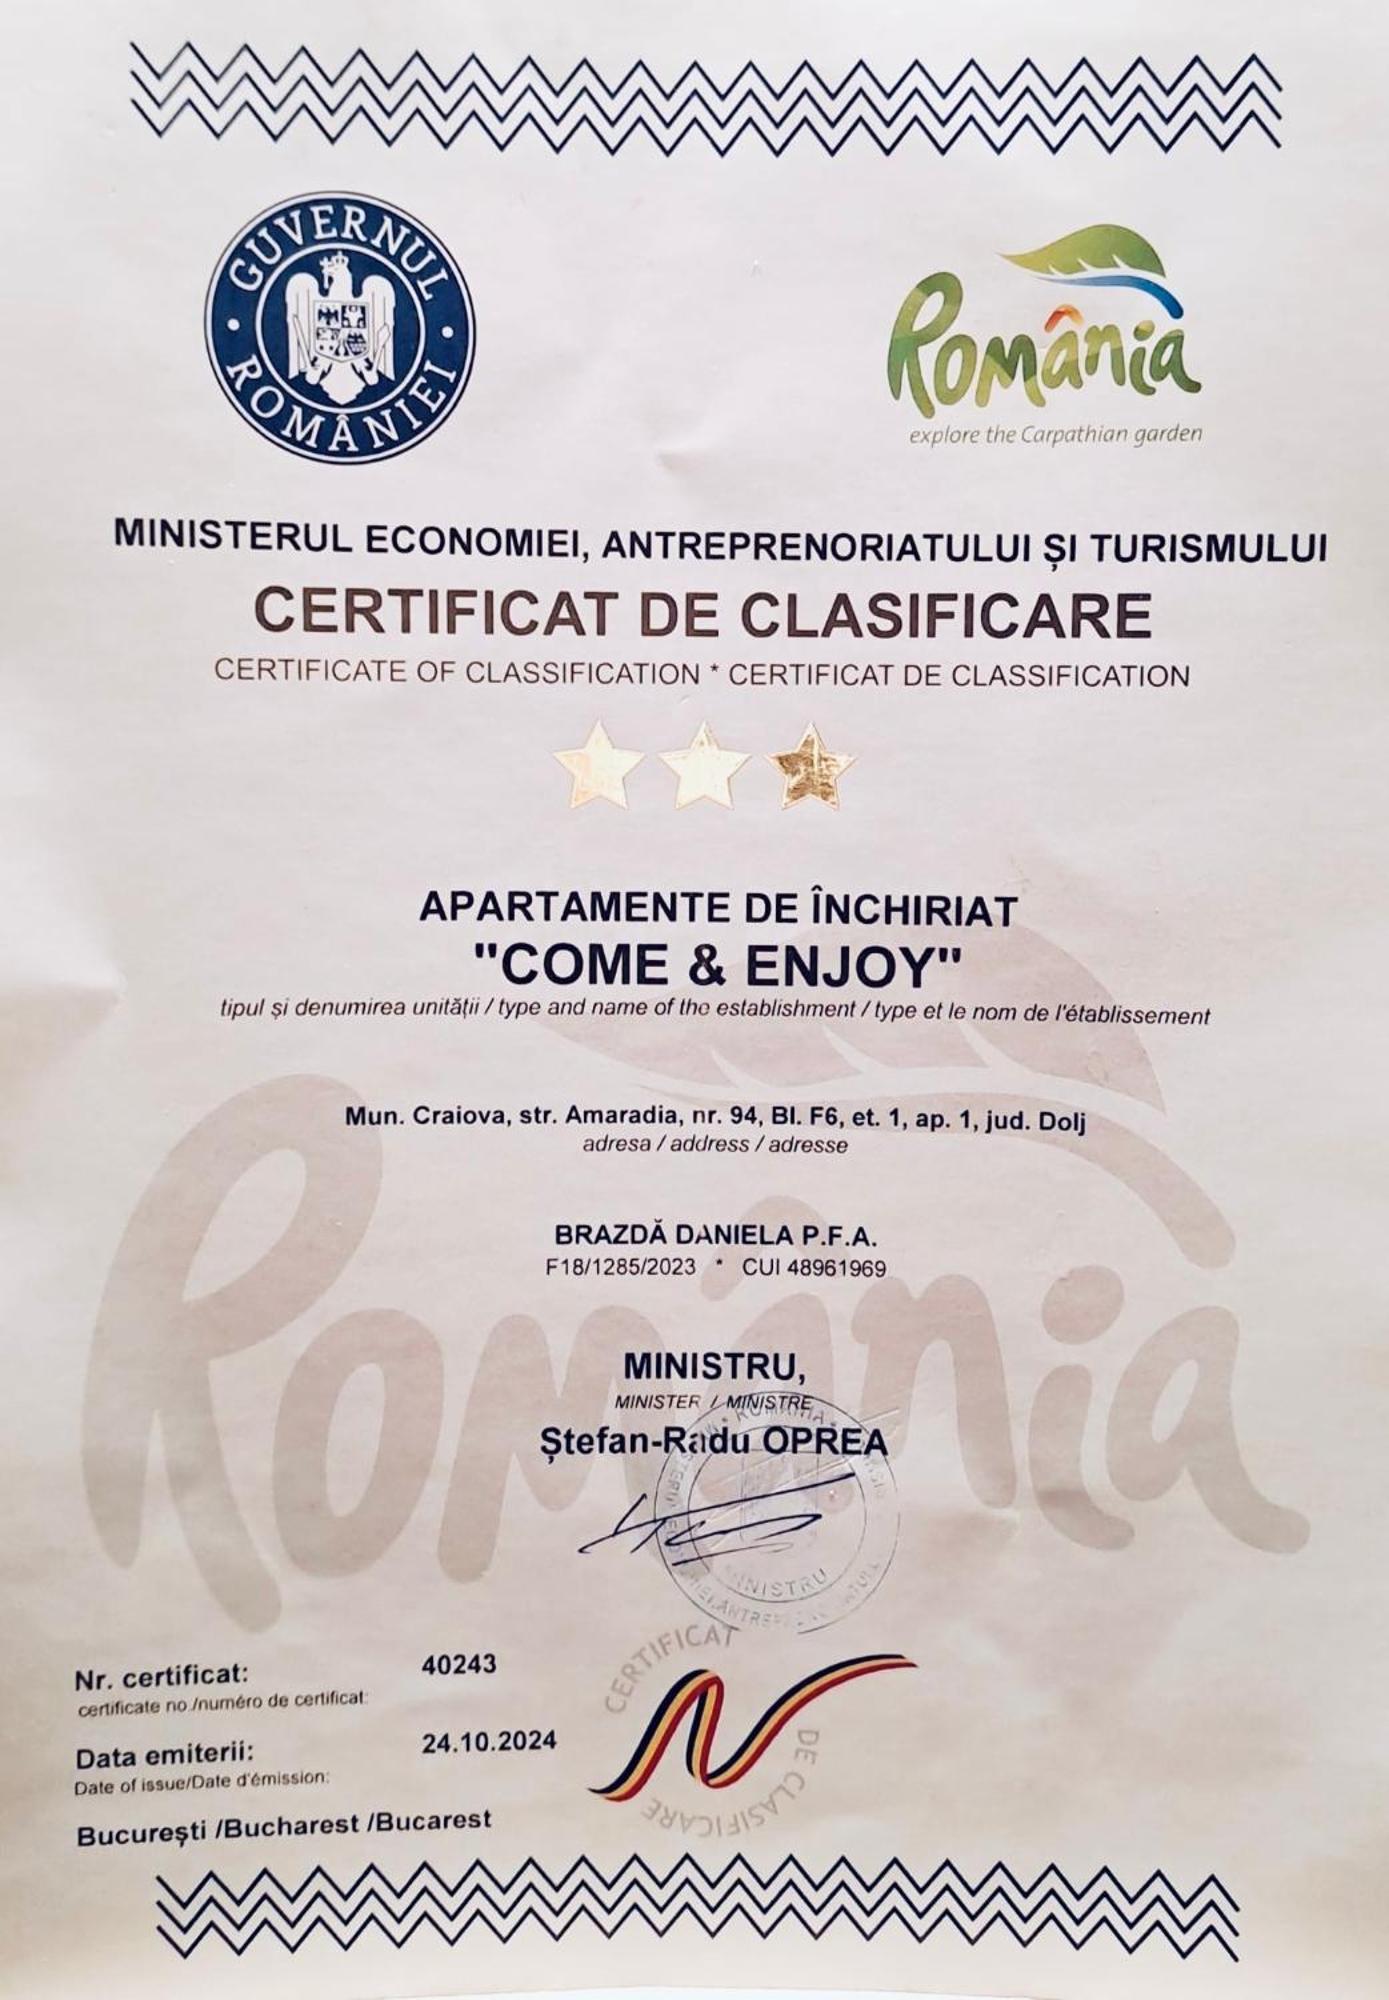 GUVERNUL
ROMÂNIEI
România
explore the Carpathian garden
MINISTERUL ECONOMIEI, ANTREPRENORIATULUI ȘI TURISMULUI
CERTIFICAT DE CLASIFICARE
CERTIFICATE OF CLASSIFICATION * CERTIFICAT DE CLASSIFICATION
APARTAMENTE DE ÎNCHIRIAT
"COME & ENJOY"
tipul și denumirea unității / type and name of the establishment / type et le nom de l'établissement
Mun. Craiova, str. Amaradia, nr. 94, Bl. F6, et. 1, ap. 1, jud. Dolj
adresa / address / adresse
BRAZDĂ DANIELA P.F.A.
F18/1285/2023 * CUI 48961969
România
MINISTRU,
MINISTER / MINISTRE
Ștefan-Radu OPREA
ROMÂNIA
MINISTRU
Nr. certificat: 40243
certificate no./numéro de certificat:
Data emiterii: 24.10.2024
Date of issue/Date d'émission:
București /Bucharest /Bucarest
CERTIFICAT
DE CLASIFICARE